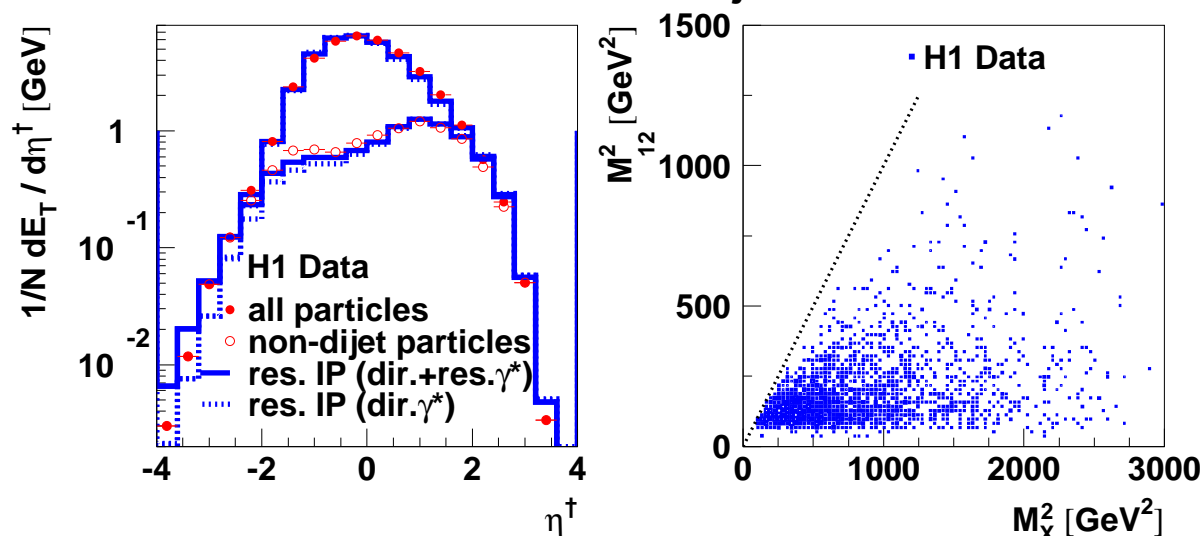 j
1/N dE_T / dη† [GeV]
1
10 -1
10 -2
H1 Data
all particles
non-dijet particles
res. IP (dir.+res.γ*)
res. IP (dir.γ*)
-4 -2 0 2 4
η†
M²₁₂ [GeV²]
1500
1000
500
0
H1 Data
0 1000 2000 3000
M²ₓ [GeV²]